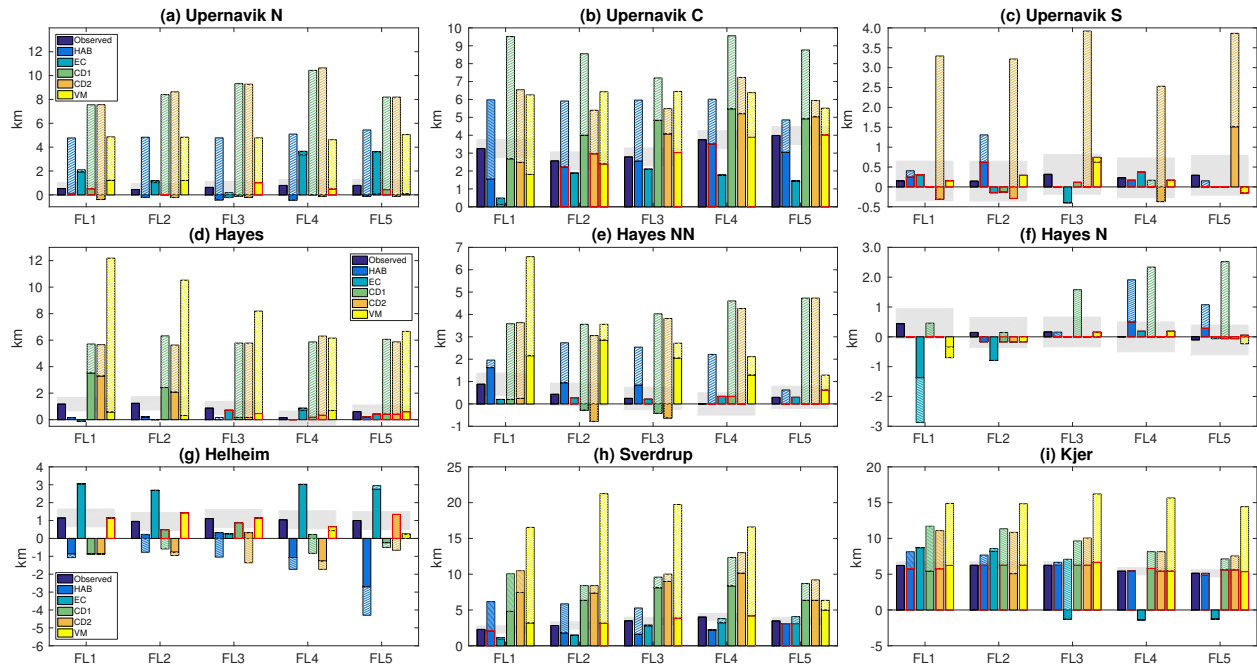 (a) Upernavik N
km
12
10
8
6
4
2
0
Observed
HAB
EC
CD1
CD2
VM
FL1 FL2 FL3 FL4 FL5
(b) Upernavik C
km
10
9
8
7
6
5
4
3
2
1
0
FL1 FL2 FL3 FL4 FL5
(c) Upernavik S
km
4.0
3.5
3.0
2.5
2.0
1.5
1.0
0.5
0
-0.5
FL1 FL2 FL3 FL4 FL5
(d) Hayes
km
12
10
8
6
4
2
0
Observed
HAB
EC
CD1
CD2
VM
FL1 FL2 FL3 FL4 FL5
(e) Hayes NN
km
7
6
5
4
3
2
1
0
-1
FL1 FL2 FL3 FL4 FL5
(f) Hayes N
km
3.0
2.0
1.0
0
-1
-2
-3
FL1 FL2 FL3 FL4 FL5
(g) Helheim
km
4
3
2
1
0
-1
-2
-3
-4
-5
-6
Observed
HAB
EC
CD1
CD2
VM
FL1 FL2 FL3 FL4 FL5
(h) Sverdrup
km
25
20
15
10
5
0
FL1 FL2 FL3 FL4 FL5
(i) Kjer
km
20
15
10
5
0
-5
FL1 FL2 FL3 FL4 FL5